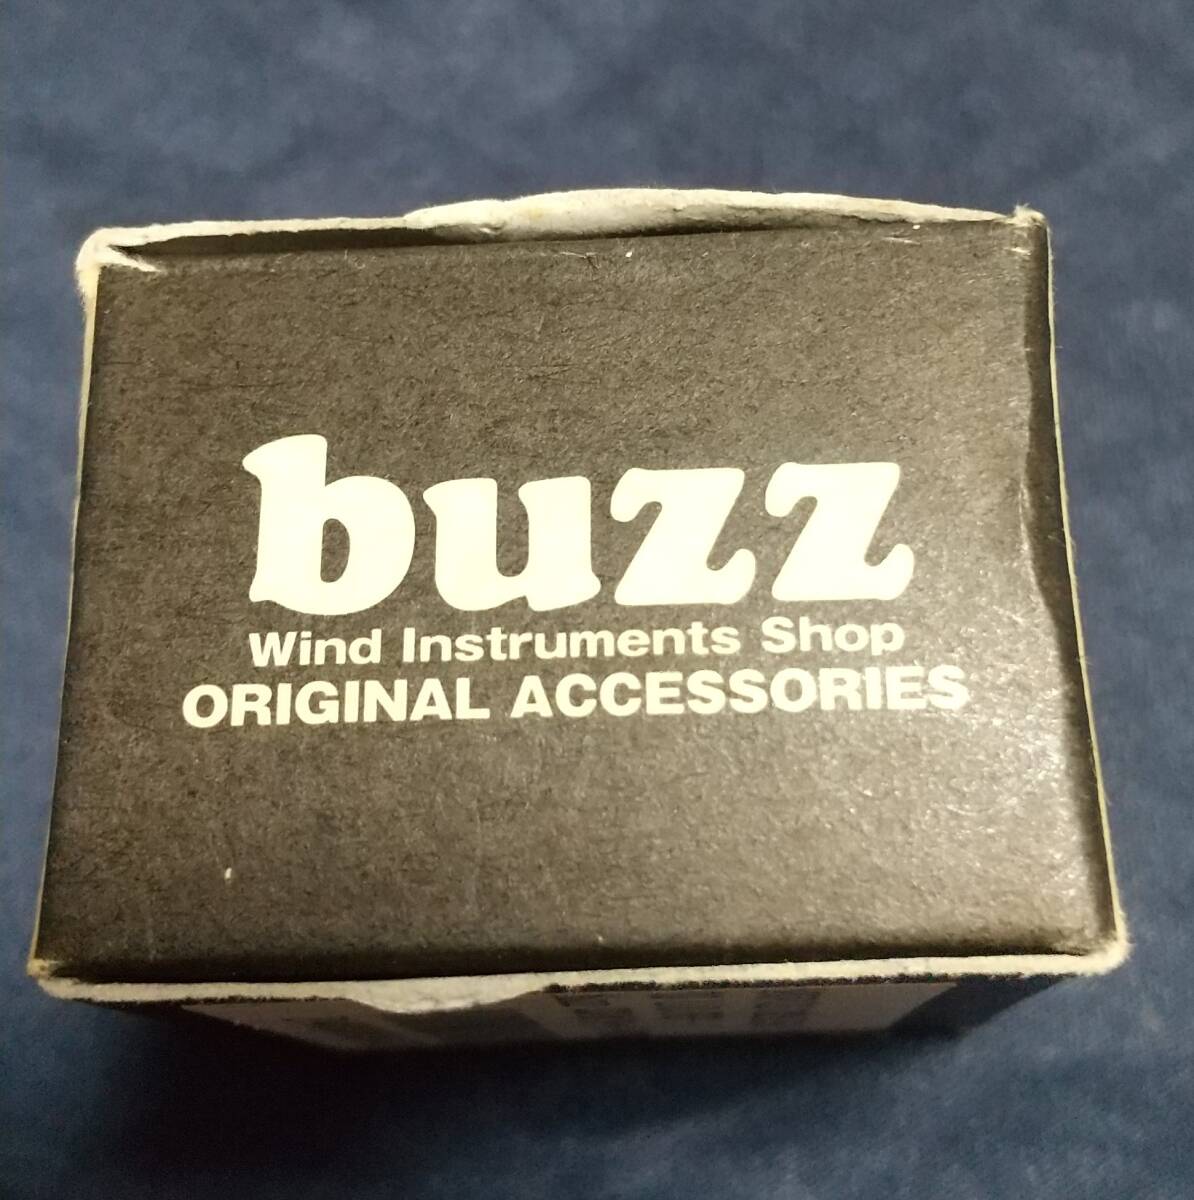 buzz
Wind Instruments Shop
ORIGINAL ACCESSORIES